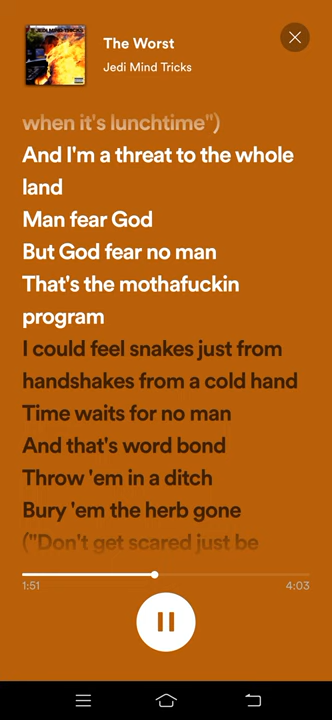 JEDI MIND TRICKS
The Worst
Jedi Mind Tricks
when it's lunchtime")
And I'm a threat to the whole
land
Man fear God
But God fear no man
That's the mothafuckin
program
I could feel snakes just from
handshakes from a cold hand
Time waits for no man
And that's word bond
Throw 'em in a ditch
Bury 'em the herb gone
("Don't get scared just be
1:51
4:03